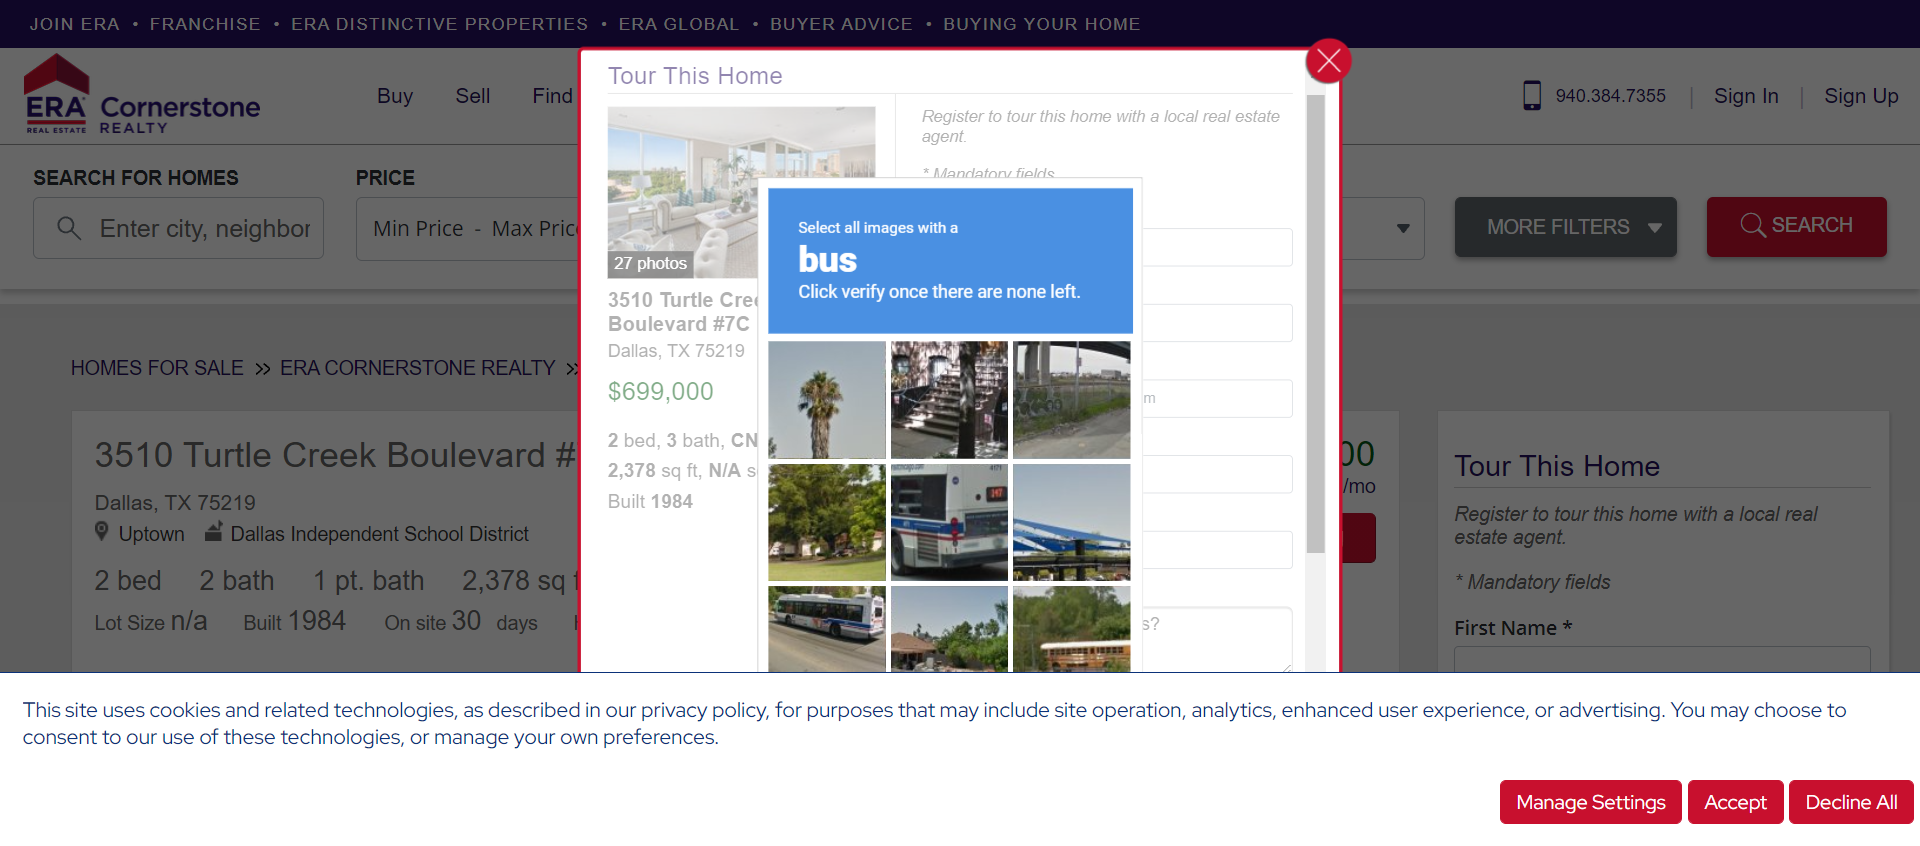 JOIN ERA • FRANCHISE • ERA DISTINCTIVE PROPERTIES • ERA GLOBAL • BUYER ADVICE • BUYING YOUR HOME
ERA
REAL ESTATE
Cornerstone
REALTY
Buy
Sell
Find
940.384.7355
Sign In
Sign Up
SEARCH FOR HOMES
Enter city, neighbor
PRICE
Min Price - Max Pric
MORE FILTERS
SEARCH
HOMES FOR SALE » ERA CORNERSTONE REALTY »
3510 Turtle Creek Boulevard #
Dallas, TX 75219
Uptown
Dallas Independent School District
2 bed 2 bath 1 pt. bath 2,378 sq
Lot Size n/a Built 1984 On site 30 days
00
/mo
Tour This Home
27 photos
3510 Turtle Cree
Boulevard #7C
Dallas, TX 75219
$699,000
2 bed, 3 bath, CN
2,378 sq ft, N/A s
Built 1984
Register to tour this home with a local real estate
agent.
* Mandatory fields
m
s?
Select all images with a
bus
Click verify once there are none left.
4171
147
Tour This Home
Register to tour this home with a local real
estate agent.
* Mandatory fields
First Name *
This site uses cookies and related technologies, as described in our privacy policy, for purposes that may include site operation, analytics, enhanced user experience, or advertising. You may choose to
consent to our use of these technologies, or manage your own preferences.
Manage Settings
Accept
Decline All